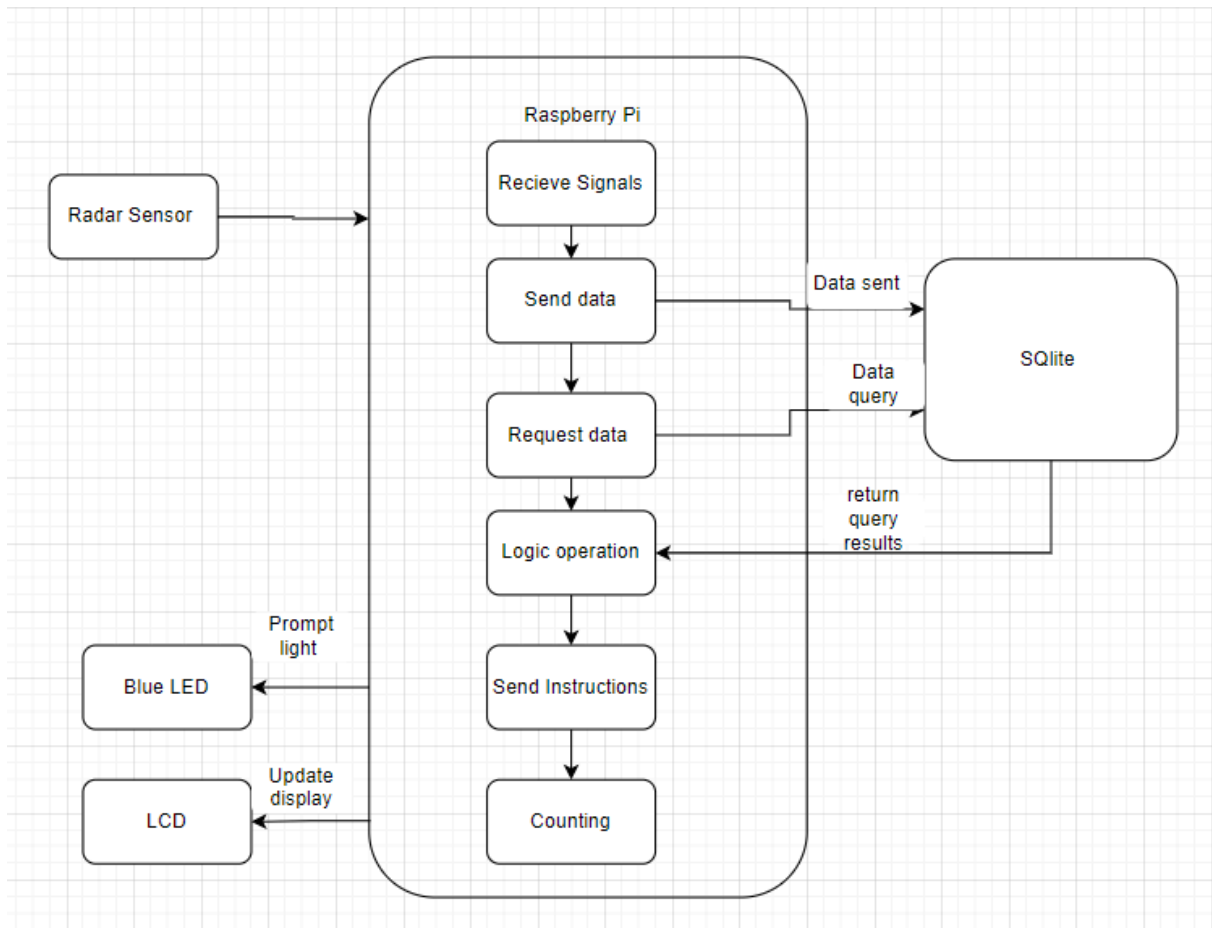 Raspberry Pi
Recieve Signals
Radar Sensor
Send data
Data sent
SQlite
Data
query
Request data
return
query
results
Logic operation
Prompt
light
Blue LED
Send Instructions
Update
display
LCD
Counting